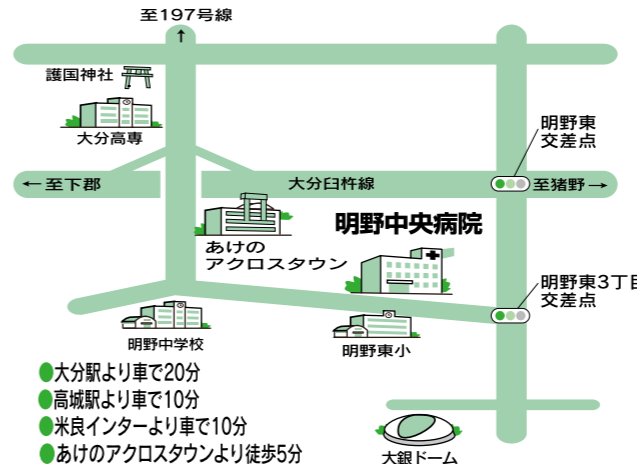 至197号線
↑
護国神社
大分高専
明野東
交差点
←至下郡
大分臼杵線
至猪野→
明野中央病院
あけの
アクロスタウン
明野東3丁目
交差点
明野中学校
明野東小
●大分駅より車で20分
●高城駅より車で10分
●米良インターより車で10分
●あけのアクロスタウンより徒歩5分
大銀ドーム